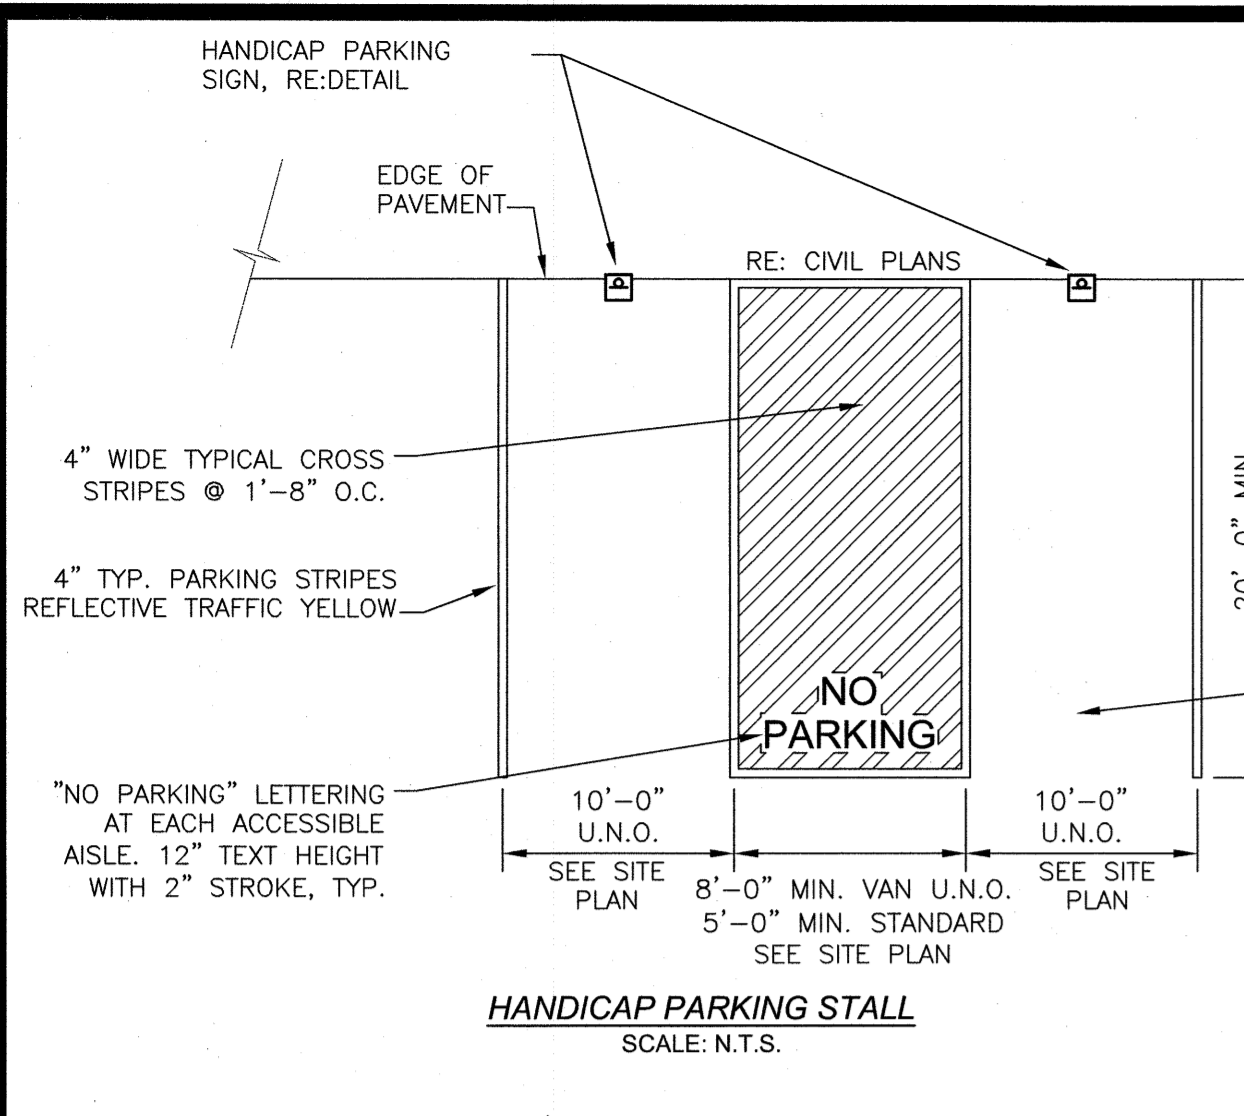 HANDICAP PARKING
SIGN, RE:DETAIL
EDGE OF
PAVEMENT
RE: CIVIL PLANS
4" WIDE TYPICAL CROSS
STRIPES @ 1'-8" O.C.
4" TYP. PARKING STRIPES
REFLECTIVE TRAFFIC YELLOW
NO
PARKING
"NO PARKING" LETTERING
AT EACH ACCESSIBLE
AISLE. 12" TEXT HEIGHT
WITH 2" STROKE, TYP.
10'-0"
U.N.O.
SEE SITE
PLAN
8'-0" MIN. VAN U.N.O.
5'-0" MIN. STANDARD
SEE SITE PLAN
10'-0"
U.N.O.
SEE SITE
PLAN
HANDICAP PARKING STALL
SCALE: N.T.S.